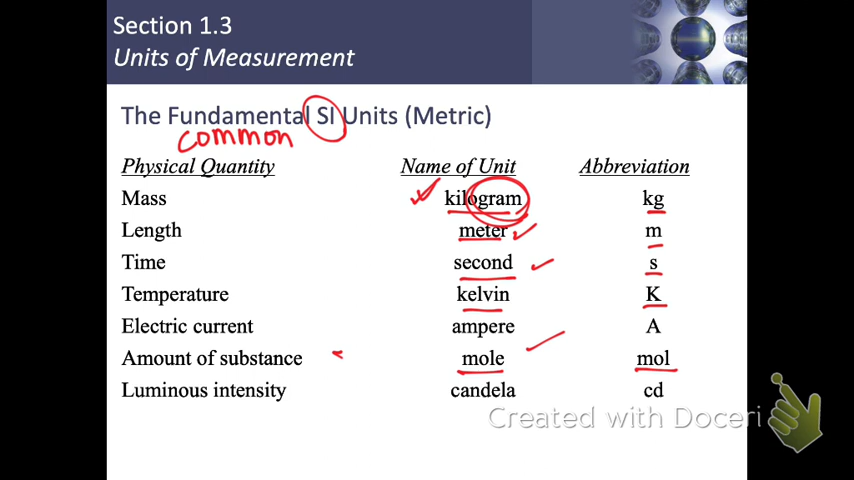 Section 1.3
Units of Measurement
The Fundamental SI Units (Metric)
common
Physical Quantity Name of Unit Abbreviation
Mass kilogram kg
Length meter m
Time second s
Temperature kelvin K
Electric current ampere A
Amount of substance mole mol
Luminous intensity candela cd
Created with Doceri